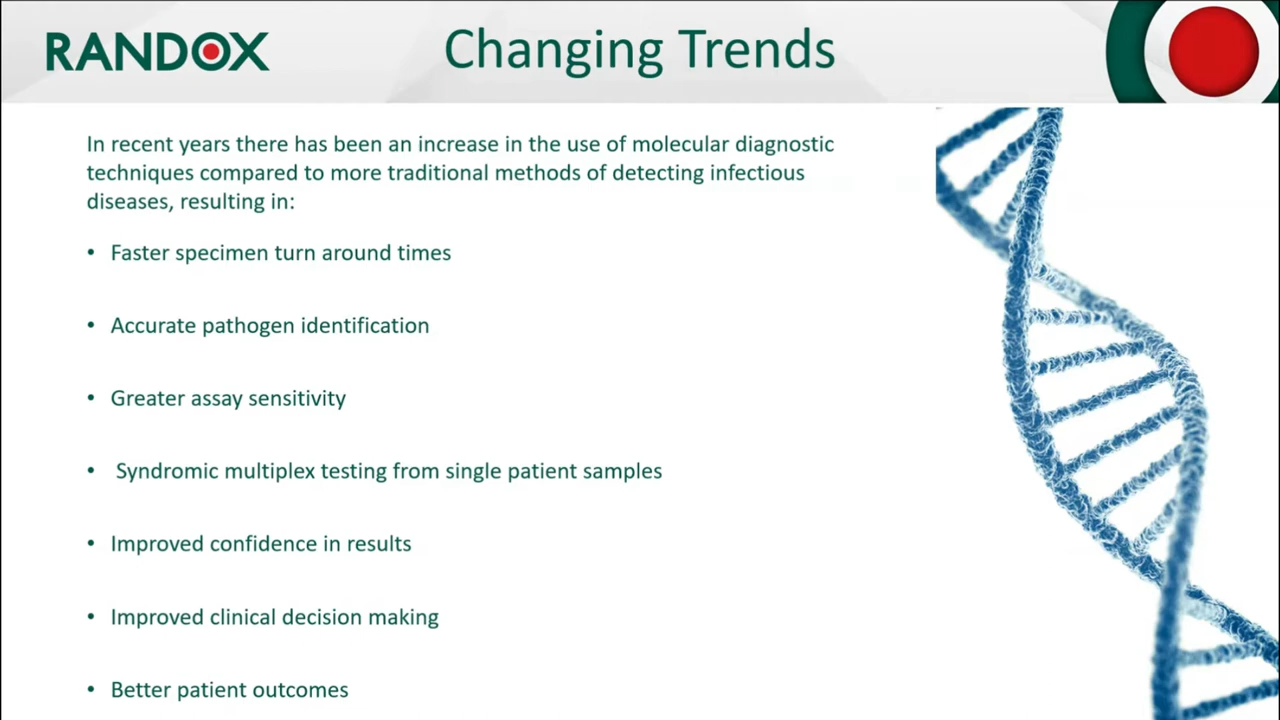 RANDOX
Changing Trends
In recent years there has been an increase in the use of molecular diagnostic
techniques compared to more traditional methods of detecting infectious
diseases, resulting in:
• Faster specimen turn around times
• Accurate pathogen identification
• Greater assay sensitivity
• Syndromic multiplex testing from single patient samples
• Improved confidence in results
• Improved clinical decision making
• Better patient outcomes